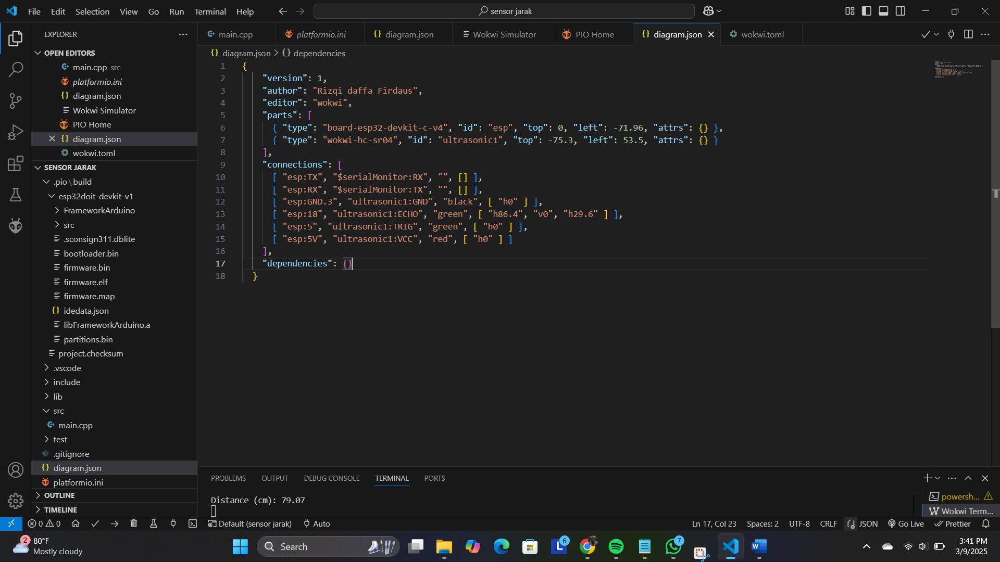 File Edit Selection View Go Run Terminal Help
sensor jarak
EXPLORER
OPEN EDITORS
main.cpp src
platformio.ini
diagram.json
Wokwi Simulator
PIO Home
diagram.json
wokwi.toml
SENSOR JARAK
.pio \ build
esp32doit-devkit-v1
FrameworkArduino
src
.sconsign311.dblite
bootloader.bin
firmware.bin
firmware.elf
firmware.map
idedata.json
libFrameworkArduino.a
partitions.bin
project.checksum
.vscode
include
lib
src
main.cpp
test
.gitignore
diagram.json
platformio.ini
OUTLINE
TIMELINE
main.cpp platformio.ini diagram.json Wokwi Simulator PIO Home diagram.json wokwi.toml
diagram.json > {} dependencies
1 {
2 "version": 1,
3 "author": "Rizqi daffa Firdaus",
4 "editor": "wokwi",
5 "parts": [
6 { "type": "board-esp32-devkit-c-v4", "id": "esp", "top": 0, "left": -71.96, "attrs": {} },
7 { "type": "wokwi-hc-sr04", "id": "ultrasonic1", "top": -75.3, "left": 53.5, "attrs": {} }
8 ],
9 "connections": [
10 [ "esp:TX", "$serialMonitor:RX", "", [] ],
11 [ "esp:RX", "$serialMonitor:TX", "", [] ],
12 [ "esp:GND.3", "ultrasonic1:GND", "black", [ "h0" ] ],
13 [ "esp:18", "ultrasonic1:ECHO", "green", [ "h86.4", "v0", "h29.6" ] ],
14 [ "esp:5", "ultrasonic1:TRIG", "green", [ "h0" ] ],
15 [ "esp:5V", "ultrasonic1:VCC", "red", [ "h0" ] ]
16 ],
17 "dependencies": {}
18 }
PROBLEMS OUTPUT DEBUG CONSOLE TERMINAL PORTS
Distance (cm): 79.07
powersh...
Wokwi Term...
0 0 Default (sensor jarak) Auto
Ln 17, Col 23 Spaces: 2 UTF-8 CRLF {} JSON Go Live Prettier
2
80°F
Mostly cloudy
Search
L 6
7
W
3:41 PM
3/9/2025